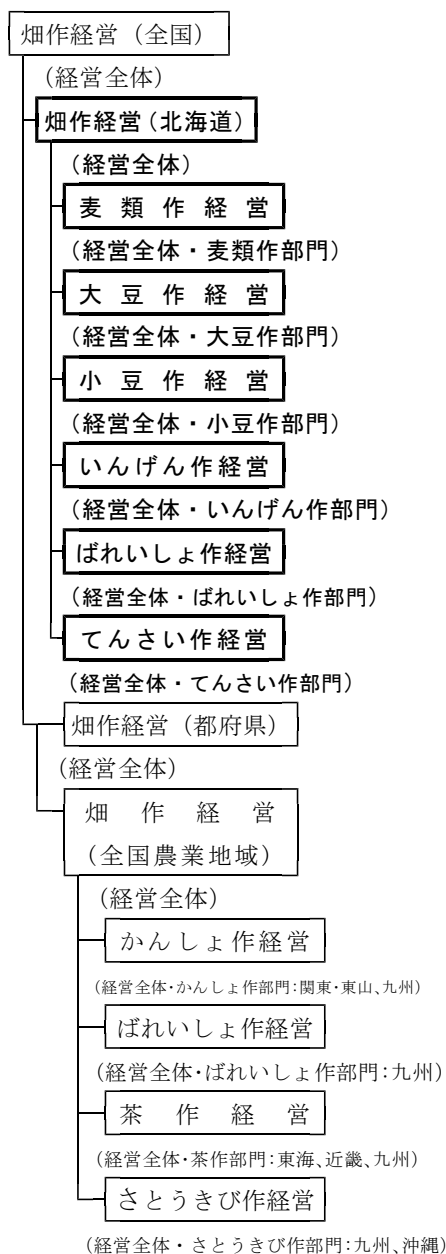 畑作経営（全国）
(経営全体)
畑作経営（北海道）
(経営全体)
麦類作経営
(経営全体・麦類作部門)
大豆作経営
(経営全体・大豆作部門)
小豆作経営
(経営全体・小豆作部門)
いんげん作経営
(経営全体・いんげん作部門)
ばれいしょ作経営
(経営全体・ばれいしょ作部門)
てんさい作経営
(経営全体・てんさい作部門)
畑作経営（都府県）
(経営全体)
畑作経営
(全国農業地域)
(経営全体)
かんしょ作経営
(経営全体・かんしょ作部門:関東・東山、九州)
ばれいしょ作経営
(経営全体・ばれいしょ作部門:九州)
茶作経営
(経営全体・茶作部門:東海、近畿、九州)
さとうきび作経営
(経営全体・さとうきび作部門:九州、沖縄)